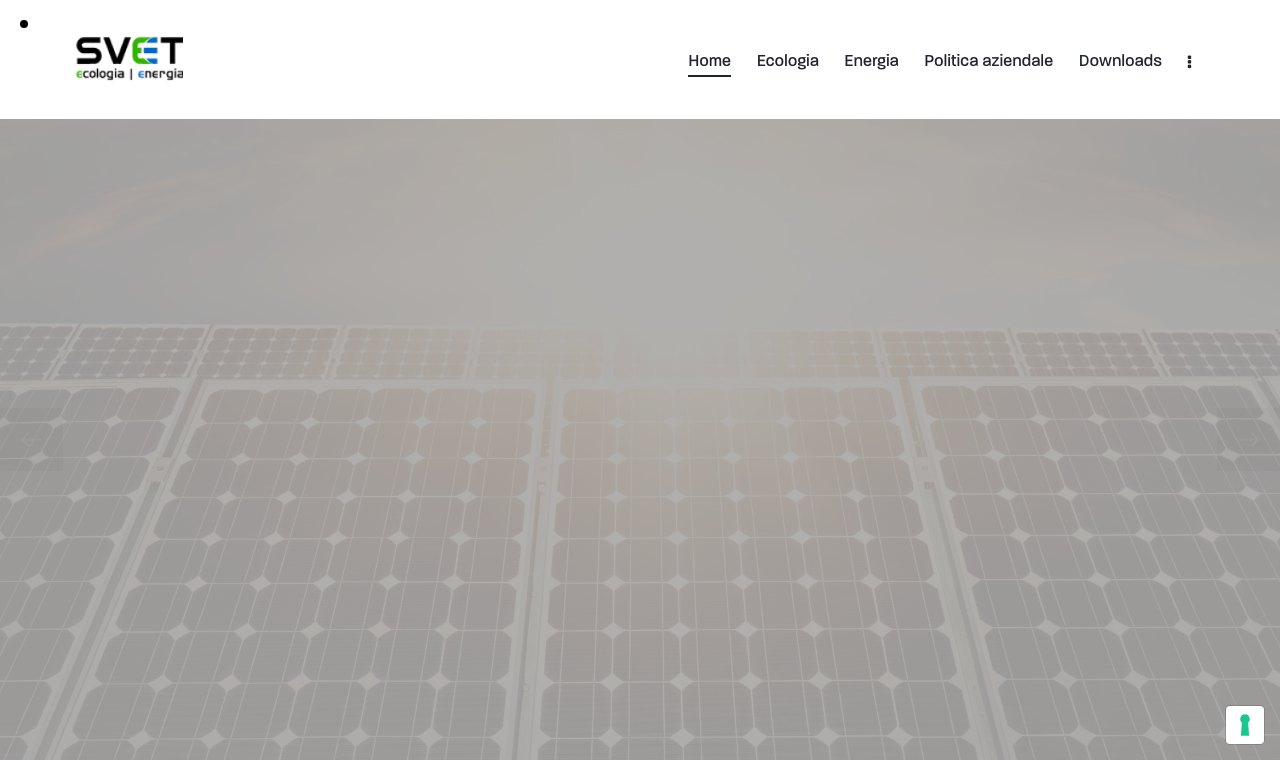 SVET
ecologia | energia
Home
Ecologia
Energia
Politica aziendale
Downloads